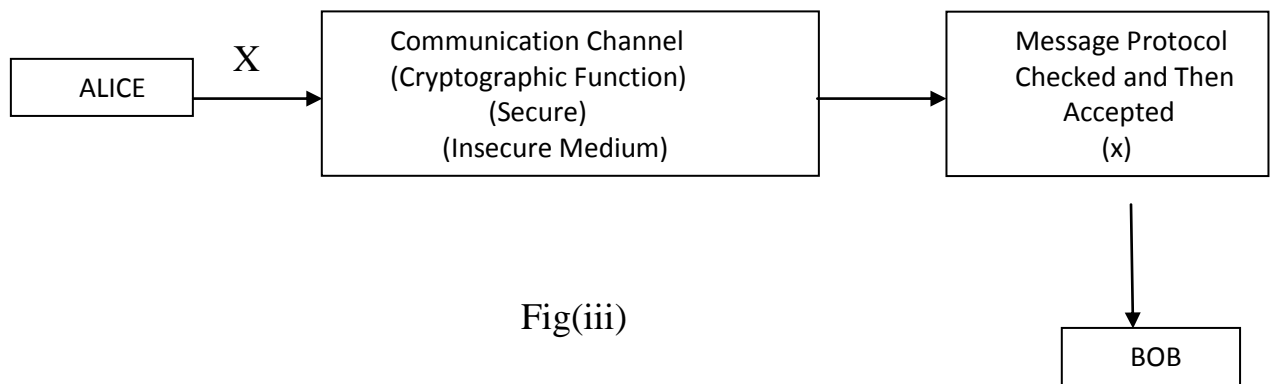 ALICE
X
Communication Channel
(Cryptographic Function)
(Secure)
(Insecure Medium)
Message Protocol
Checked and Then
Accepted
(x)
Fig(iii)
BOB